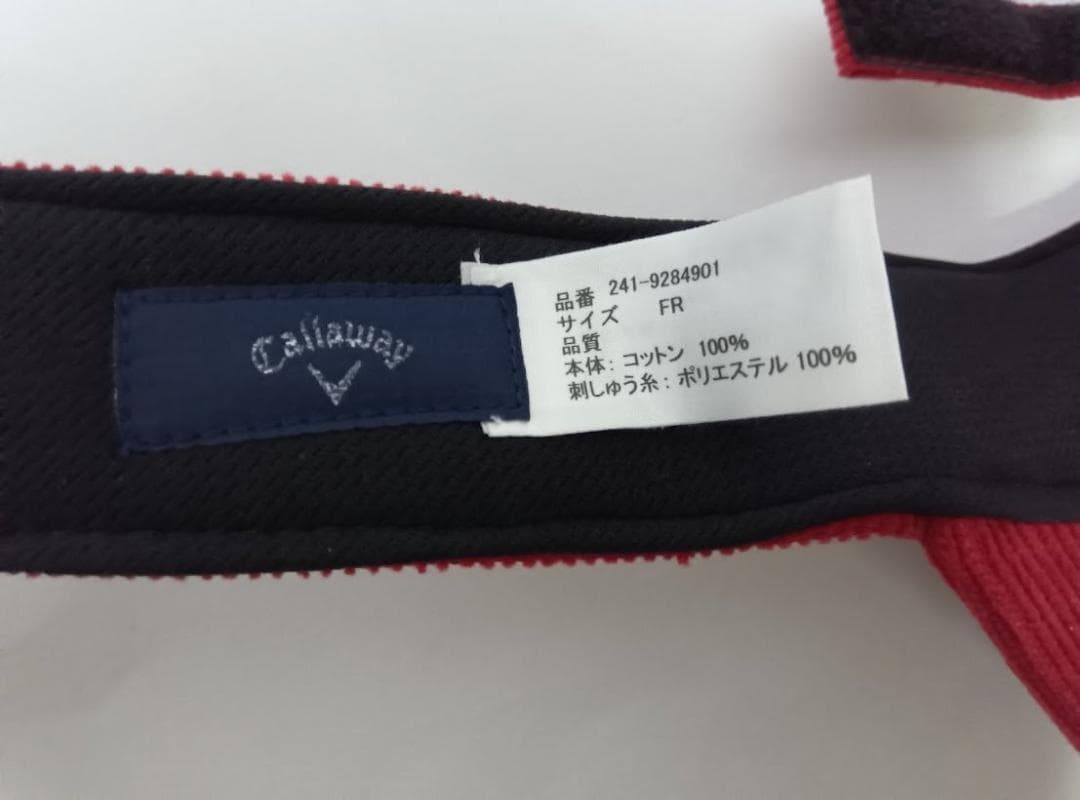 Callaway
品番 241-9284901
サイズ FR
品質
本体: コットン 100%
刺しゅう糸: ポリエステル 100%